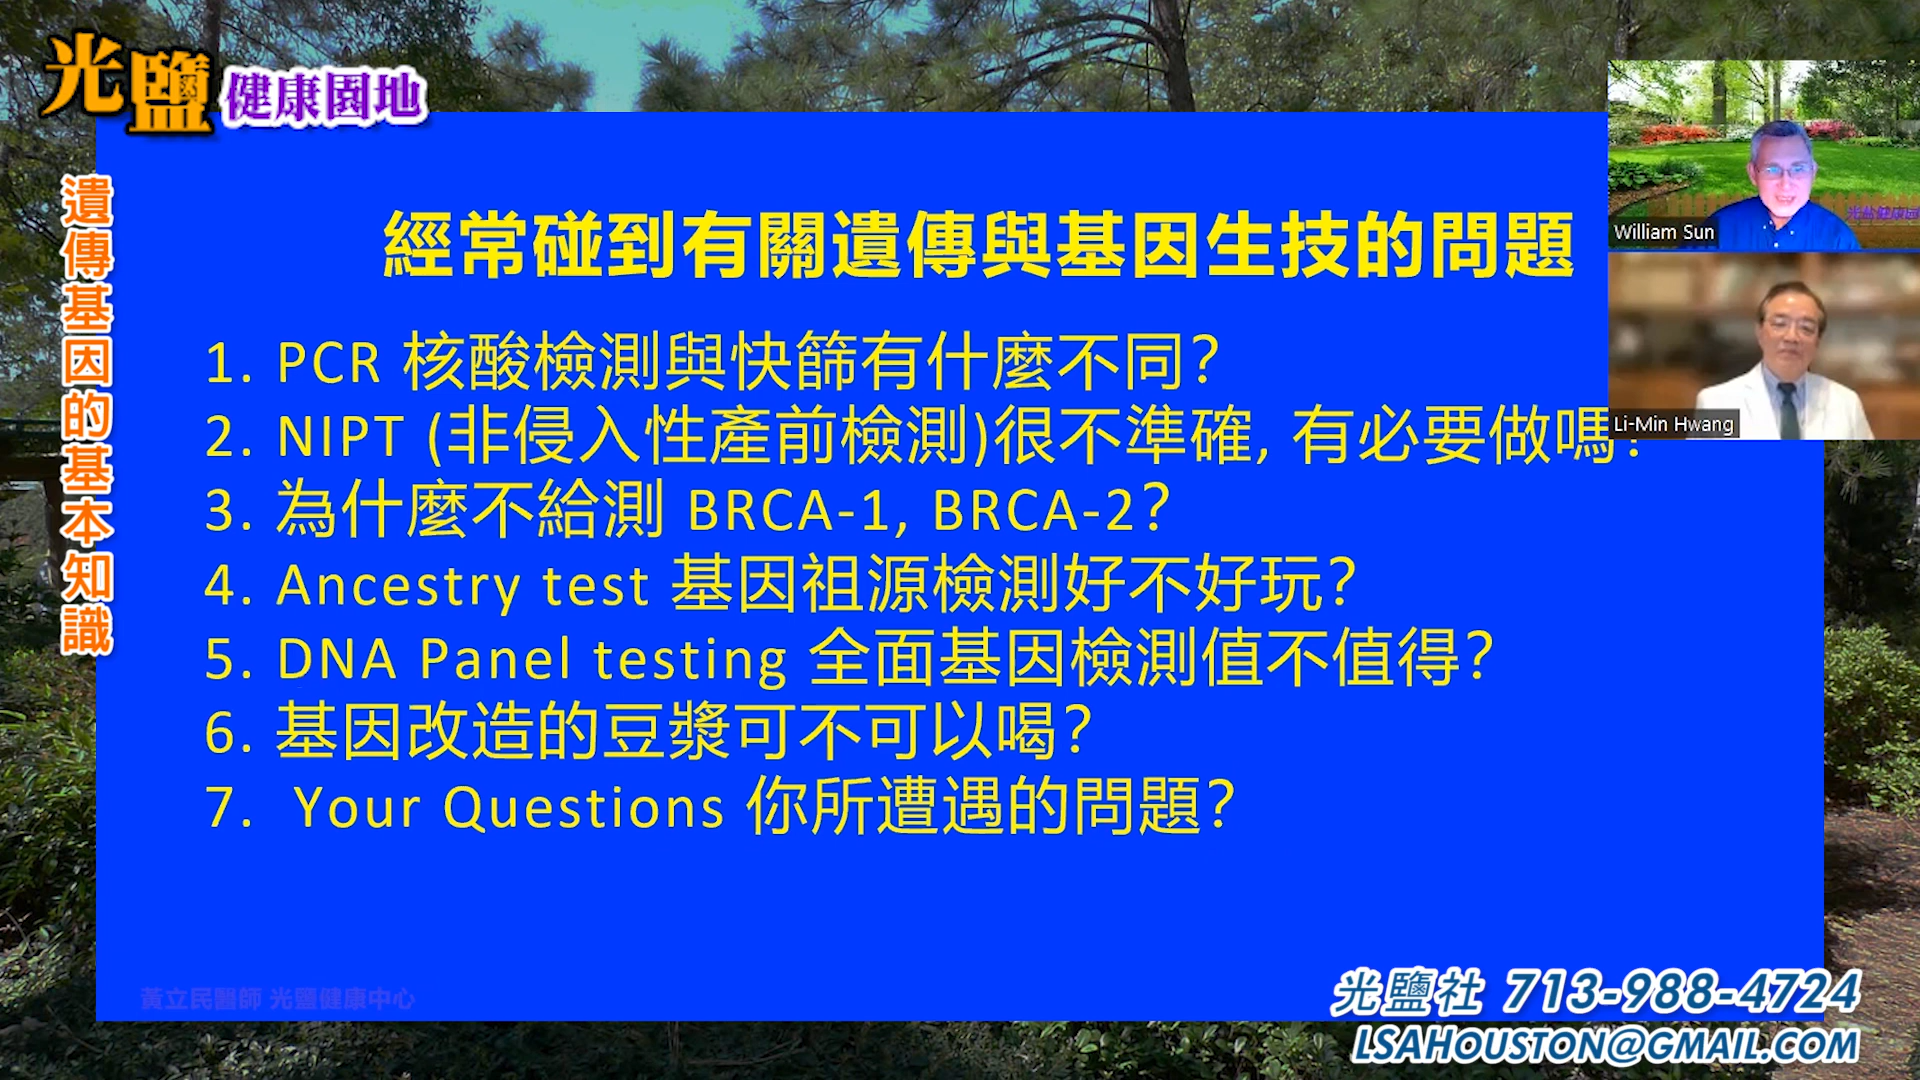 光鹽健康園地
遺傳基因的基本知識
經常碰到有關遺傳與基因生技的問題
1. PCR 核酸檢測與快篩有什麼不同?
2. NIPT (非侵入性產前檢測)很不準確, 有必要做嗎?
3. 為什麼不給測 BRCA-1, BRCA-2?
4. Ancestry test 基因祖源檢測好不好玩?
5. DNA Panel testing 全面基因檢測值不值得?
6. 基因改造的豆漿可不可以喝?
7. Your Questions 你所遭遇的問題?
William Sun
Li-Min Hwang
黃立民醫師 光鹽健康中心
光鹽社 713-988-4724
LSAHOUSTON@GMAIL.COM